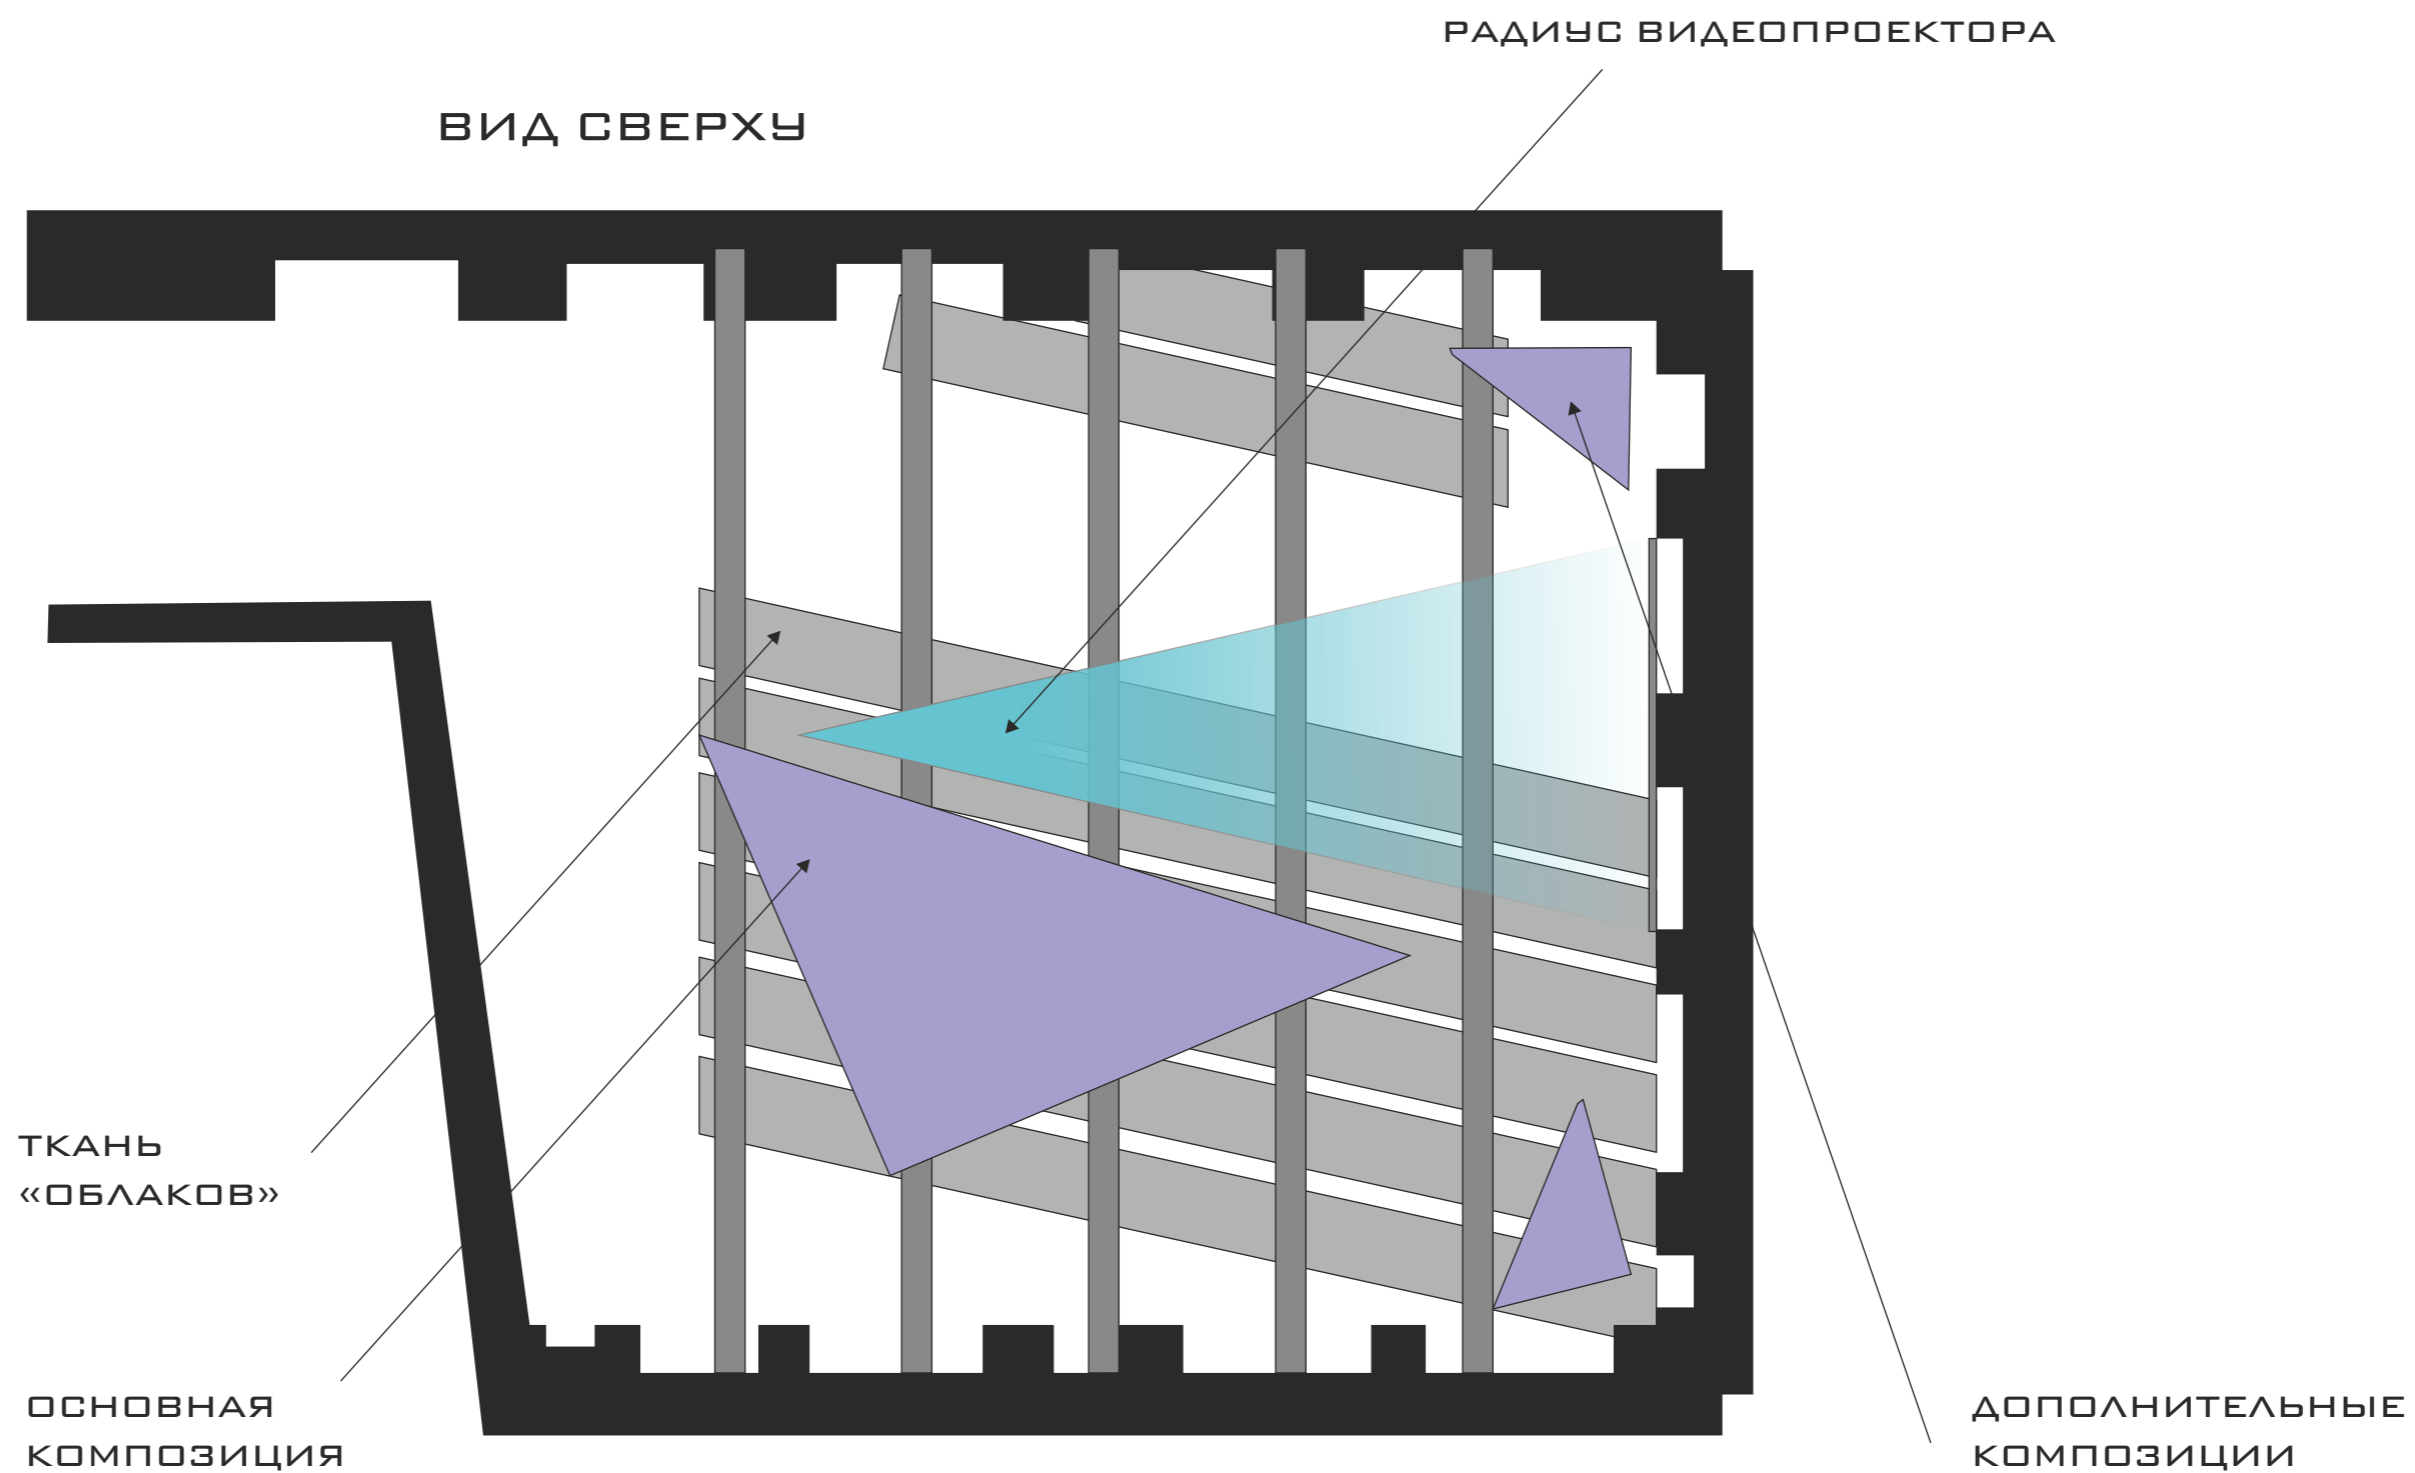 РАДИУС ВИДЕОПРОЕКТОРА
ВИД СВЕРХУ
ТКАНЬ
«ОБЛАКОВ»
ОСНОВНАЯ
КОМПОЗИЦИЯ
ДОПОЛНИТЕЛЬНЫЕ
КОМПОЗИЦИИ